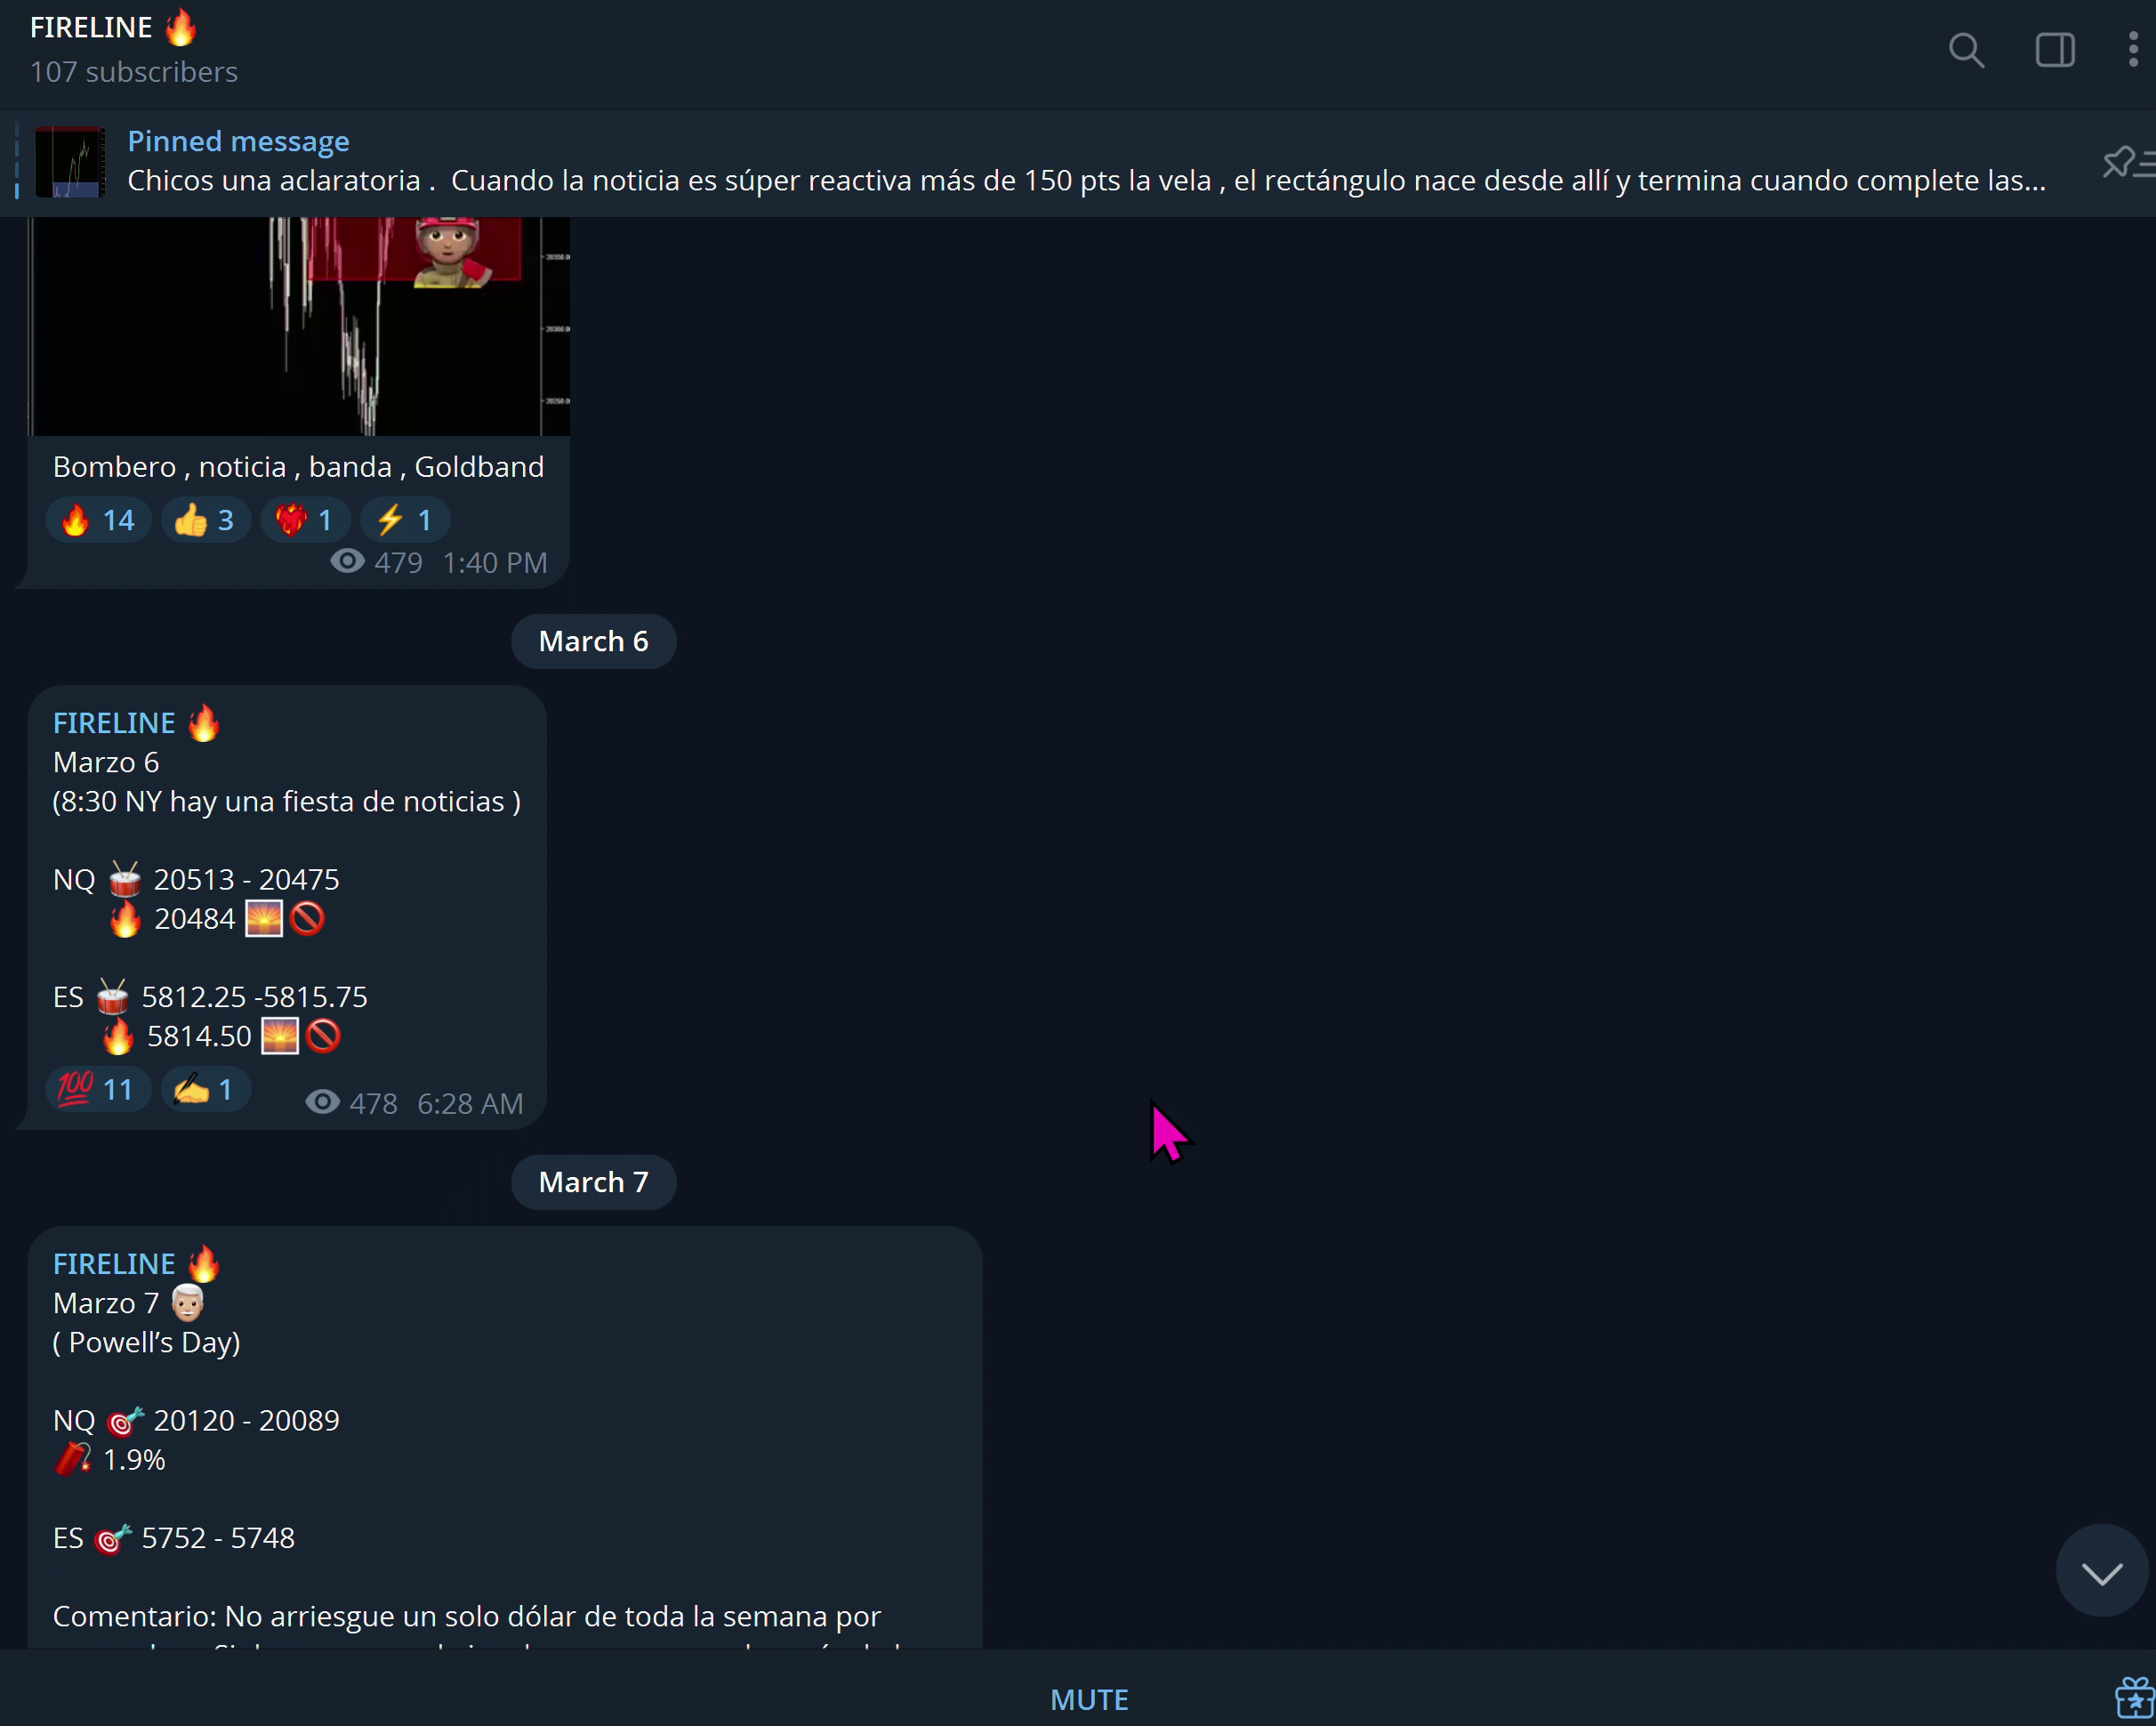 FIRELINE 🔥
107 subscribers
Pinned message
Chicos una aclaratoria .  Cuando la noticia es súper reactiva más de 150 pts la vela , el rectángulo nace desde allí y termina cuando complete las...
Bombero , noticia , banda , Goldband
🔥 14 👍 3 ❤️‍🔥 1 ⚡ 1
479 1:40 PM
March 6
FIRELINE 🔥
Marzo 6
(8:30 NY hay una fiesta de noticias )
NQ 🥁 20513 - 20475
🔥 20484 🌅🚫
ES 🥁 5812.25 -5815.75
🔥 5814.50 🌅🚫
💯 11 ✍️ 1 478 6:28 AM
March 7
FIRELINE 🔥
Marzo 7 👨🏼‍🦳
( Powell’s Day)
NQ 🎯 20120 - 20089
🧨 1.9%
ES 🎯 5752 - 5748
Comentario: No arriesgue un solo dólar de toda la semana por
MUTE